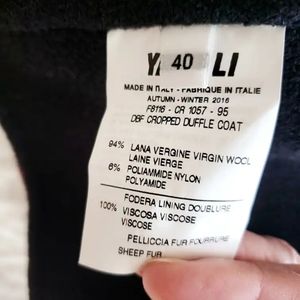 40
LI
MADE IN ITALY - FABRIQUE IN ITALIE
AUTUMN - WINTER 2016
F8116 - CR 1057 - 95
DBF CROPPED DUFFLE COAT
94% LANA VERGINE VIRGIN WOOL
LAINE VIERGE
6% POLIAMMIDE NYLON
POLYAMIDE
FODERA LINING DOUBLURE
100% VISCOSA VISCOSE
VISCOSE
PELLICCIA FUR FOURRURE
SHEEP FUR